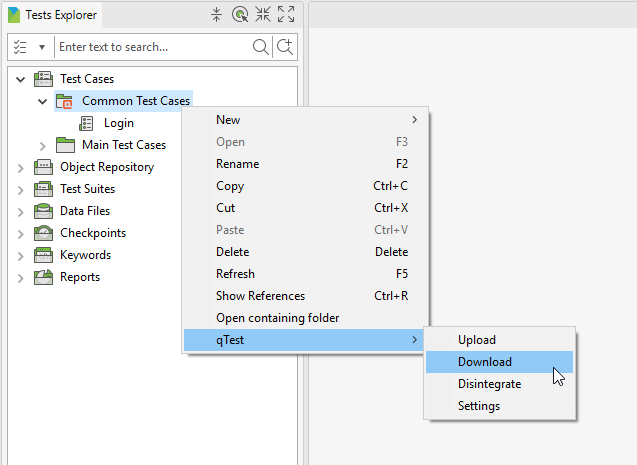 Tests Explorer
Enter text to search...
Test Cases
Common Test Cases
Login
Main Test Cases
Object Repository
Test Suites
Data Files
Checkpoints
Keywords
Reports
New
Open F3
Rename F2
Copy Ctrl+C
Cut Ctrl+X
Paste Ctrl+V
Delete Delete
Refresh F5
Show References Ctrl+R
Open containing folder
qTest
Upload
Download
Disintegrate
Settings